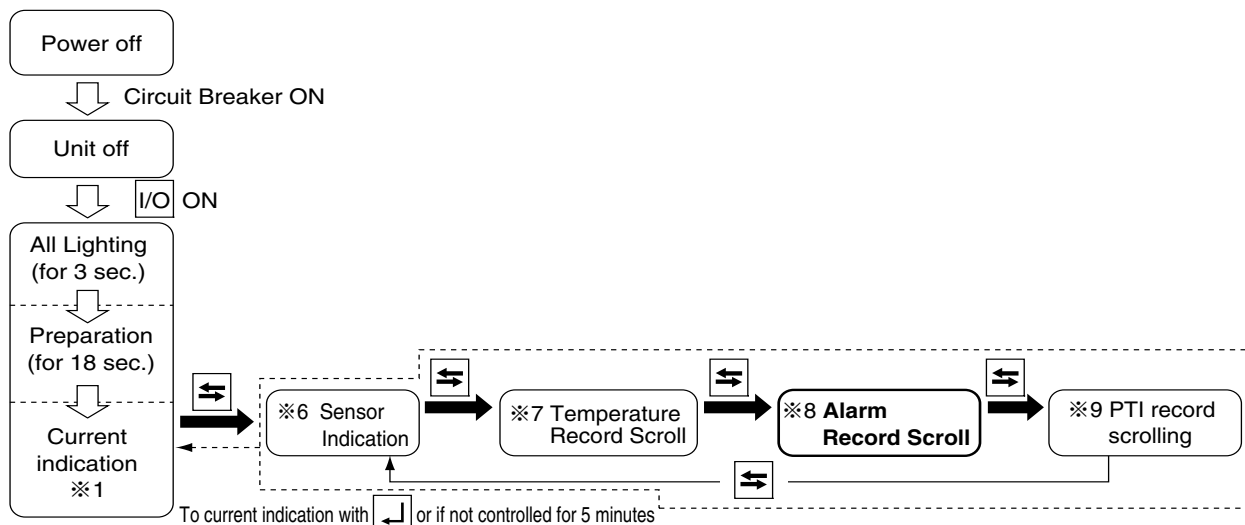 Power off
Circuit Breaker ON
Unit off
I/O ON
All Lighting
(for 3 sec.)
Preparation
(for 18 sec.)
Current
indication
※1
※6 Sensor
Indication
※7 Temperature
Record Scroll
※8 Alarm
Record Scroll
※9 PTI record
scrolling
To current indication with or if not controlled for 5 minutes